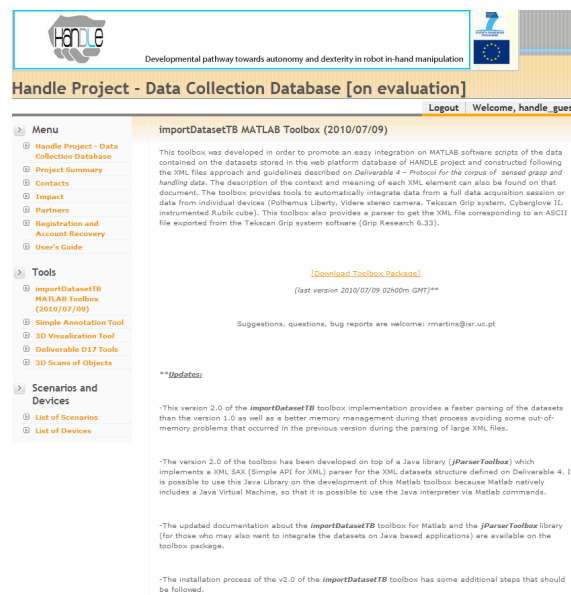 HANDLE
SEVENTH FRAMEWORK
PROGRAMME
Developmental pathway towards autonomy and dexterity in robot in-hand manipulation
Handle Project - Data Collection Database [on evaluation]
Logout Welcome, handle_gues
Menu
Handle Project - Data
Collection Database
Project Summary
Contacts
Impact
Partners
Registration and
Account Recovery
User's Guide
Tools
importDatasetTB
MATLAB Toolbox
(2010/07/09)
Simple Annotation Tool
3D Visualization Tool
Deliverable D17 Tools
3D Scans of Objects
Scenarios and
Devices
List of Scenarios
List of Devices
importDatasetTB MATLAB Toolbox (2010/07/09)
This toolbox was developed in order to promote an easy integration on MATLAB software scripts of the data
contained on the datasets stored in the web platform database of HANDLE project and constructed following
the XML files approach and guidelines described on Deliverable 4 - Protocol for the corpus of sensed grasp and
handling data. The description of the context and meaning of each XML element can also be found on that
document. The toolbox provides tools to automatically integrate data from a full data acquisition session or
data from individual devices (Polhemus Liberty, Videre stereo camera, Tekscan Grip system, Cyberglove II,
instrumented Rubik cube). This toolbox also provides a parser to get the XML file corresponding to an ASCII
file exported from the Tekscan Grip system software (Grip Research 6.33).
[Download Toolbox Package]
(last version 2010/07/09 02h00m GMT)**
Suggestions, questions, bug reports are welcome: rmartins@isr.uc.pt
**Updates:
-This version 2.0 of the importDatasetTB toolbox implementation provides a faster parsing of the datasets
than the version 1.0 as well as a better memory management during that process avoiding some out-of-
memory problems that occurred in the previous version during the parsing of large XML files.
-The version 2.0 of the toolbox has been developed on top of a Java library (jParserToolbox) which
implements a XML SAX (Simple API for XML) parser for the XML datasets structure defined on Deliverable 4. I
is possible to use this Java Library on the development of this Matlab toolbox because Matlab natively
includes a Java Virtual Machine, so that it is possible to use the Java interpreter via Matlab commands.
-The updated documentation about the importDatasetTB toolbox for Matlab and the jParserToolbox library
(for those who may also want to integrate the datasets on Java based applications) are available on the
toolbox package.
-The installation process of the v2.0 of the importDatasetTB toolbox has some additional steps that should
be followed.